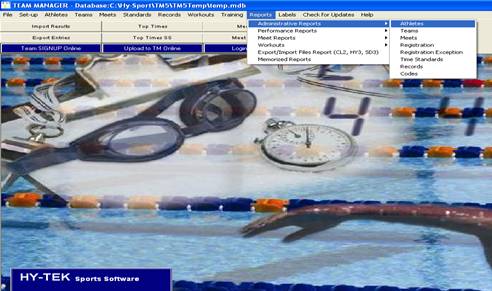 TEAM MANAGER - Database: C:\Hy-Sport\TM5\TM5Temp\temp.mdb
File Set-up Athletes Teams Meets Standards Records Workouts Training Reports Labels Check for Updates Help
Import Results Top Times
Export Entries Top Times SS
Team SIGNUP Online Upload to TM Online Login
Administrative Reports
Performance Reports
Meet Reports
Workouts
Export/Import Files Report (CL2, HY3, SD3)
Memorized Reports
Athletes
Teams
Meets
Registration
Registration Exception
Time Standards
Records
Codes
HY-TEK Sports Software